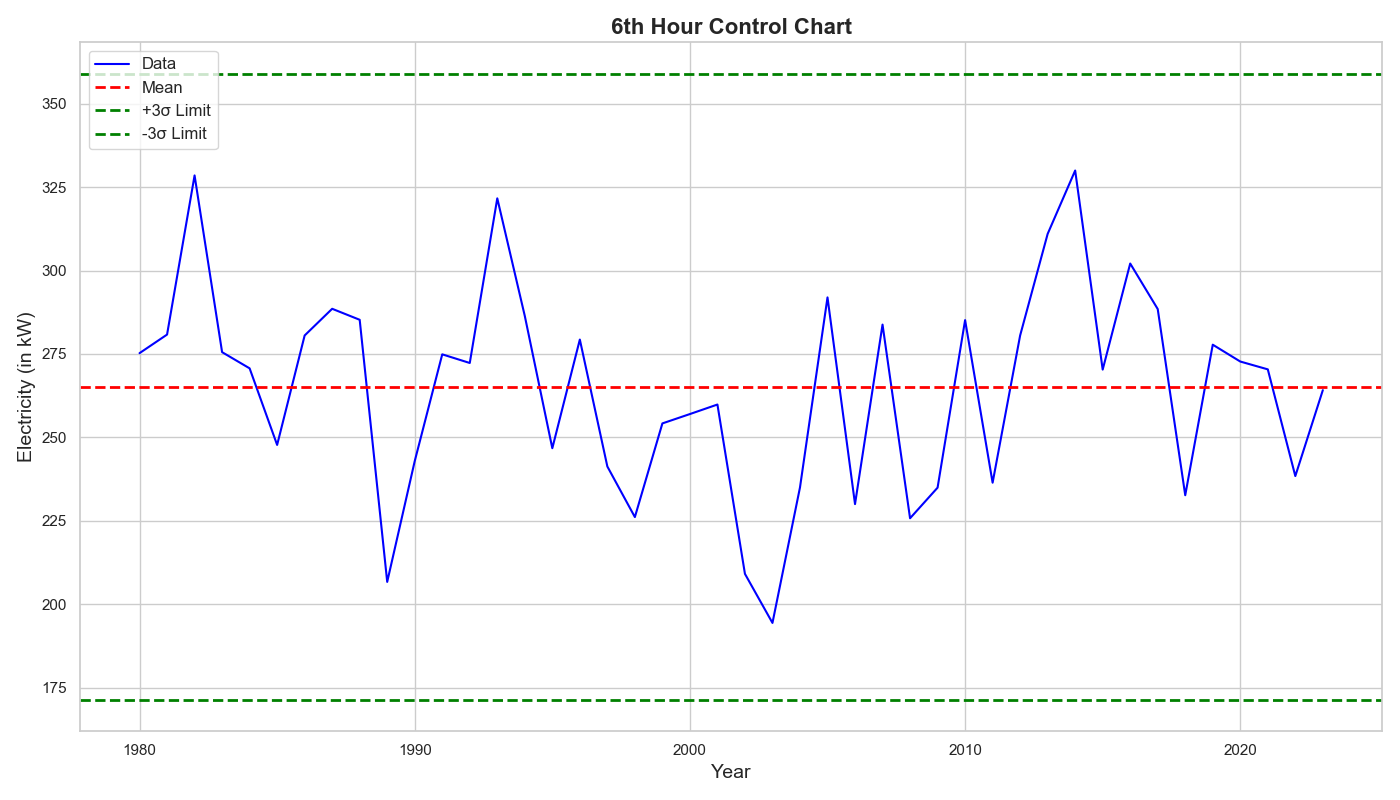 6th Hour Control Chart
Data
Mean
+3σ Limit
-3σ Limit
Electricity (in kW)
350
325
300
275
250
225
200
175
1980
1990
2000
2010
2020
Year